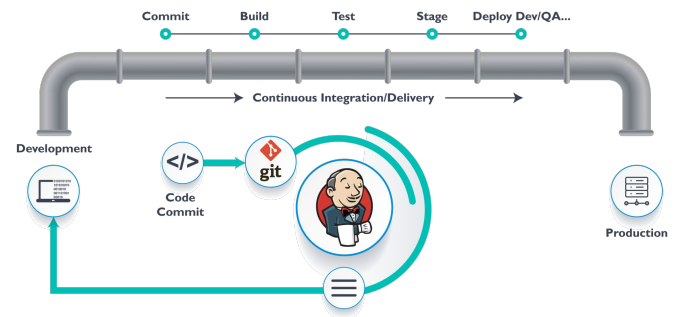 Commit
Build
Test
Stage
Deploy Dev/QA...
Continuous Integration/Delivery
Development
</>
git
Code
Commit
Production